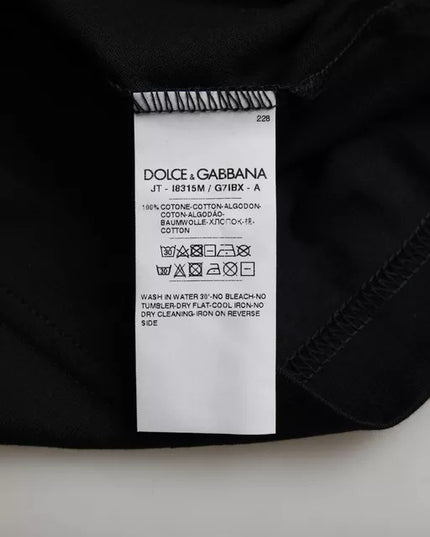 228
DOLCE & GABBANA
JT - I8315M / G7IBX - A
100% COTONE-COTTON-ALGODON-
COTON-ALGODÃO-
BAUMWOLLE-ХЛОПОК-棉-
COTTON
WASH IN WATER 30°-NO BLEACH-NO
TUMBLER-DRY FLAT-COOL IRON-NO
DRY CLEANING-IRON ON REVERSE
SIDE